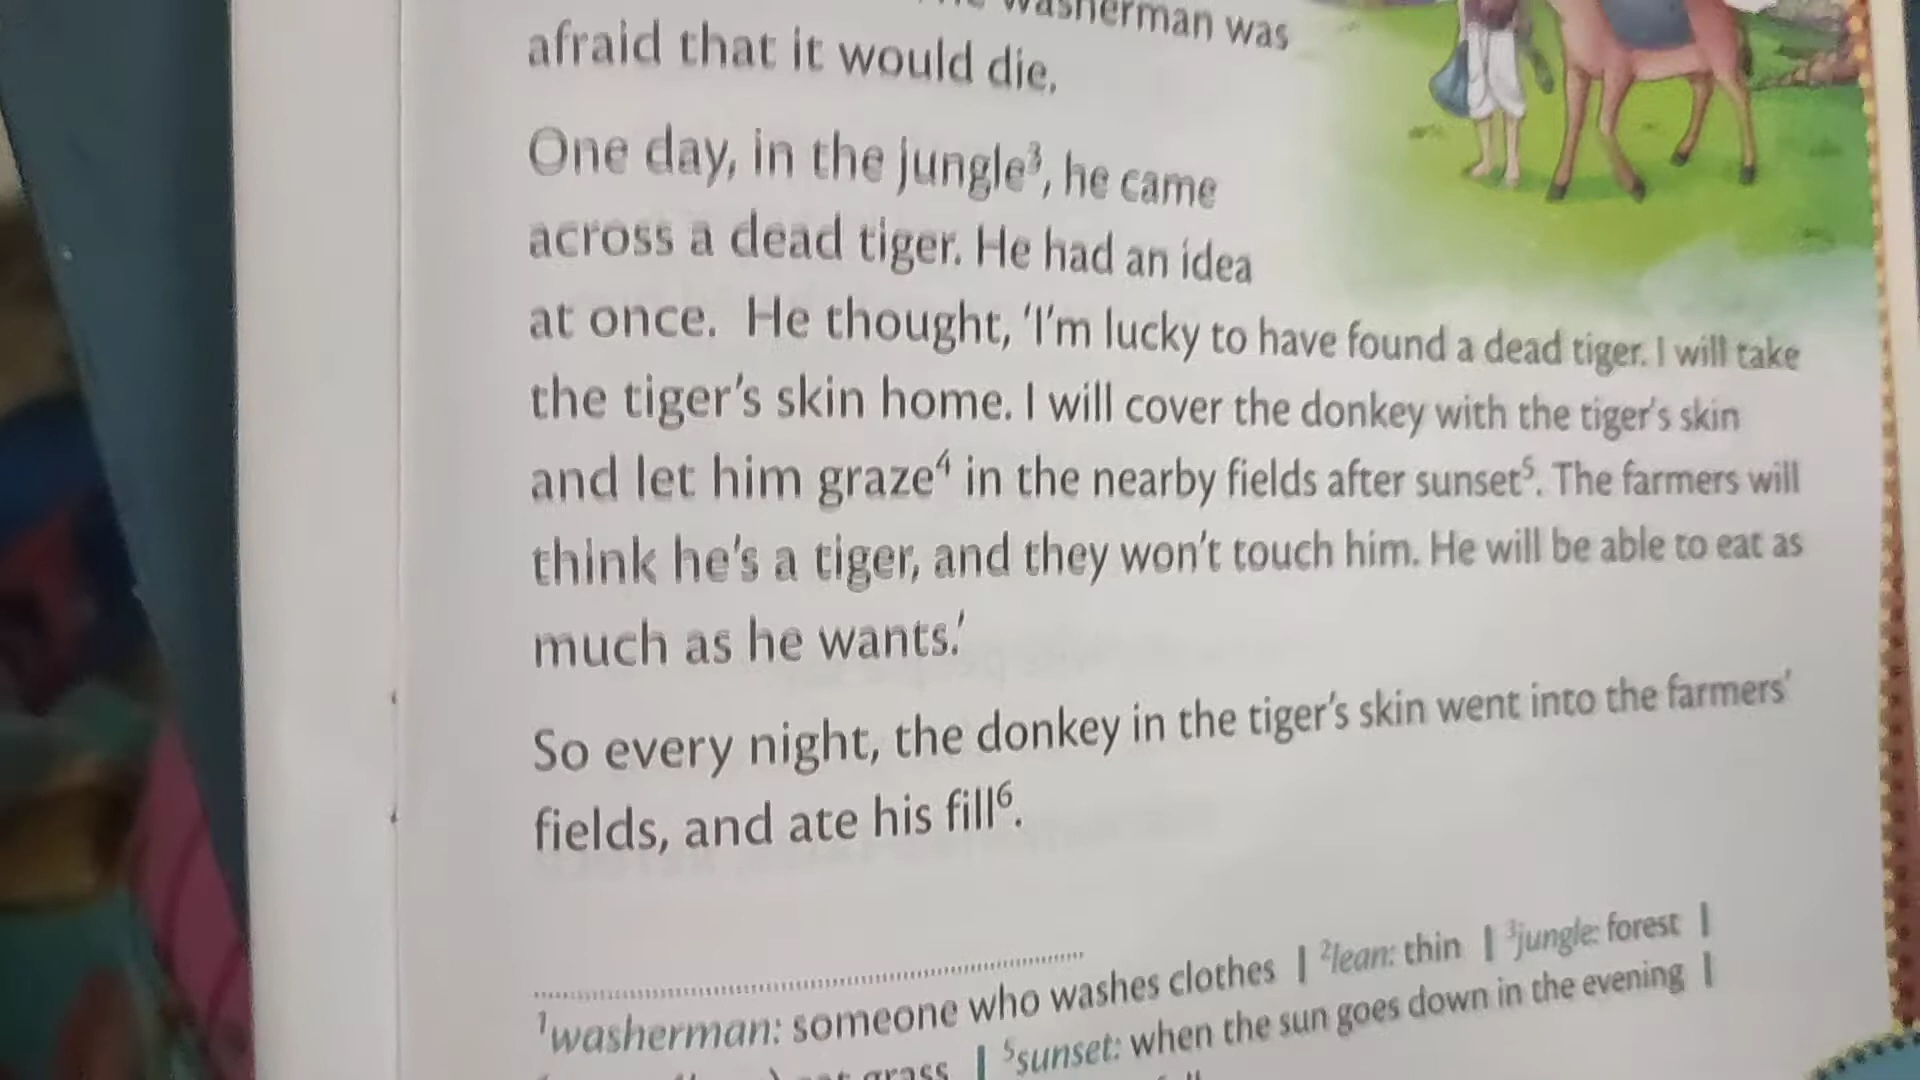 washerman was
afraid that it would die.
One day, in the jungle³, he came
across a dead tiger. He had an idea
at once. He thought, ‘I’m lucky to have found a dead tiger. I will take
the tiger’s skin home. I will cover the donkey with the tiger’s skin
and let him graze⁴ in the nearby fields after sunset⁵. The farmers will
think he’s a tiger, and they won’t touch him. He will be able to eat as
much as he wants.’
So every night, the donkey in the tiger’s skin went into the farmers’
fields, and ate his fill⁶.
¹washerman: someone who washes clothes | ²lean: thin | ³jungle: forest |
grass | ⁵sunset: when the sun goes down in the evening |